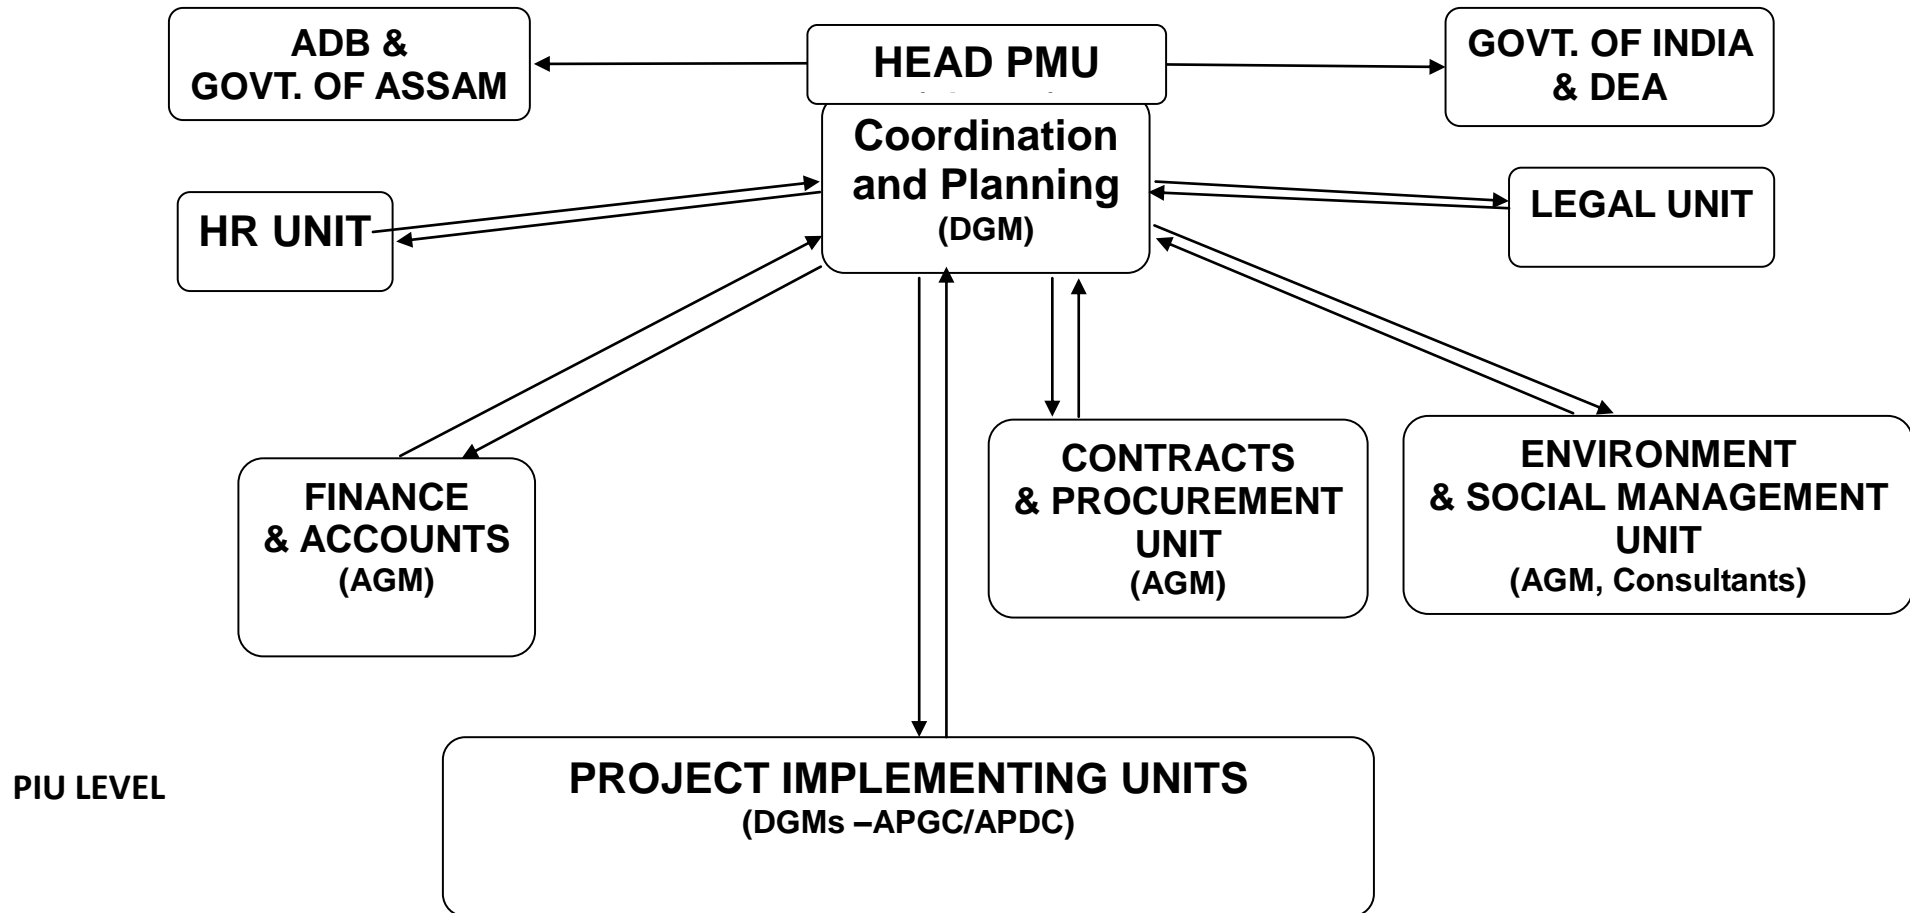 ADB &
GOVT. OF ASSAM
HEAD PMU
GOVT. OF INDIA
& DEA
Coordination
and Planning
(DGM)
HR UNIT
LEGAL UNIT
FINANCE
& ACCOUNTS
(AGM)
CONTRACTS
& PROCUREMENT
UNIT
(AGM)
ENVIRONMENT
& SOCIAL MANAGEMENT
UNIT
(AGM, Consultants)
PIU LEVEL
PROJECT IMPLEMENTING UNITS
(DGMs –APGC/APDC)